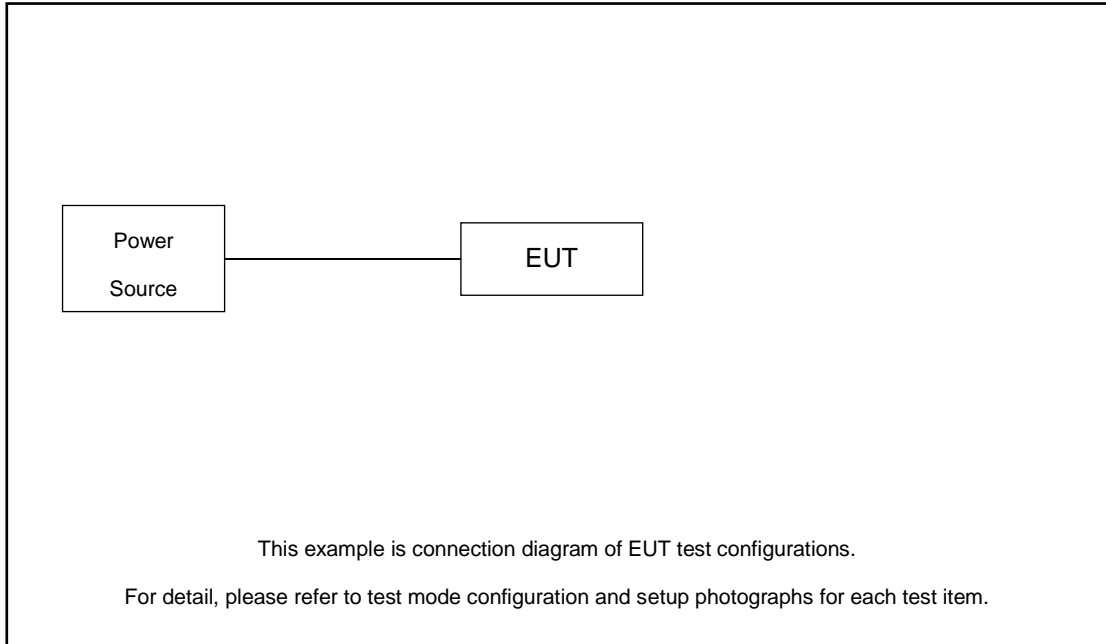 Power
Source
EUT
This example is connection diagram of EUT test configurations.
For detail, please refer to test mode configuration and setup photographs for each test item.